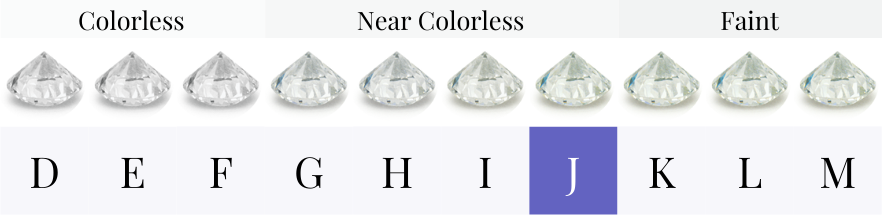 Colorless Near Colorless Faint
D E F G H I J K L M